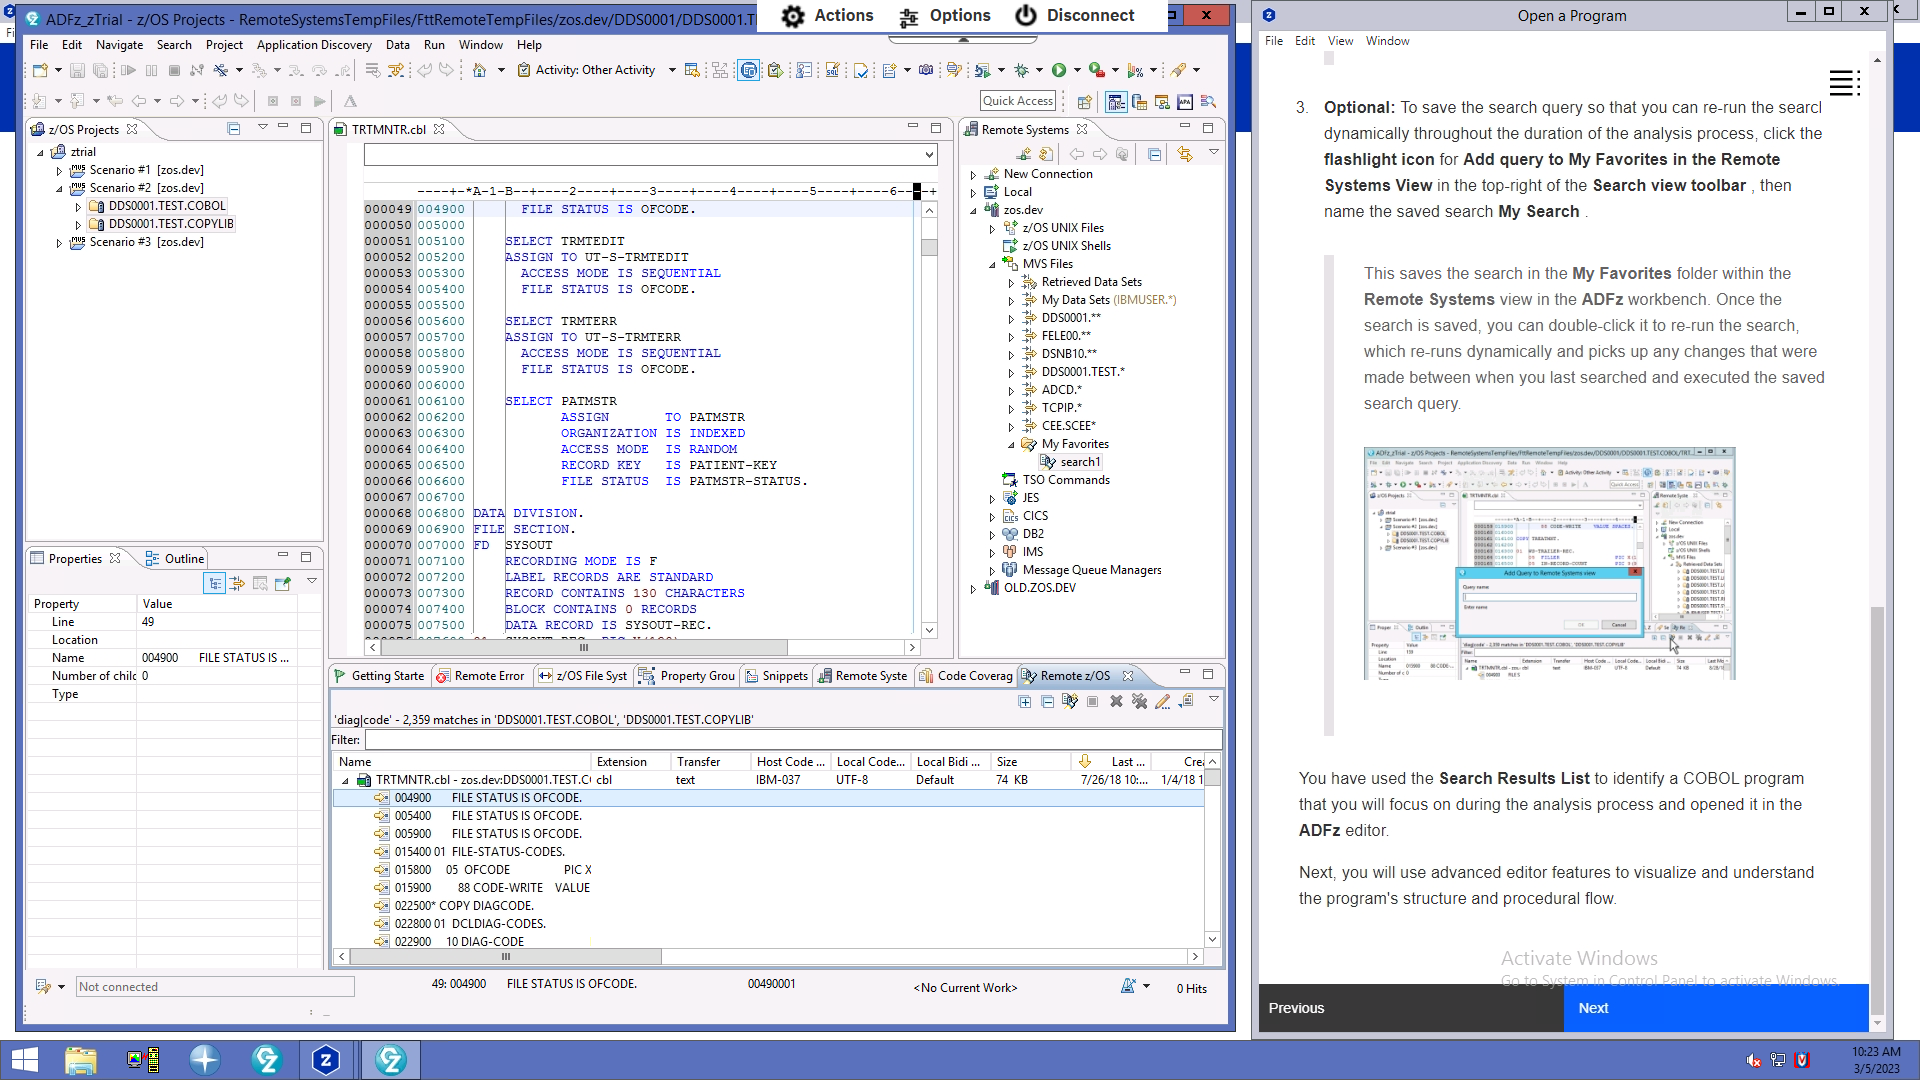 ADFz_zTrial - z/OS Projects - RemoteSystemsTempFiles/FttRemoteTempFiles/zos.dev/DDS0001/DDS0001.T
Actions Options Disconnect
File Edit Navigate Search Project Application Discovery Data Run Window Help
Activity: Other Activity
Quick Access
z/OS Projects
ztrial
Scenario #1 [zos.dev]
Scenario #2 [zos.dev]
DDS0001.TEST.COBOL
DDS0001.TEST.COPYLIB
Scenario #3 [zos.dev]
Properties Outline
Property Value
Line 49
Location
Name 004900 FILE STATUS IS ...
Number of chilc 0
Type
TRTMNTR.cbl
----+-*A-1-B--+----2----+----3----+----4----+----5----+----6--
000049 004900 FILE STATUS IS OFCODE.
000050 005000
000051 005100 SELECT TRMTEDIT
000052 005200 ASSIGN TO UT-S-TRMTEDIT
000053 005300 ACCESS MODE IS SEQUENTIAL
000054 005400 FILE STATUS IS OFCODE.
000055 005500
000056 005600 SELECT TRMTERR
000057 005700 ASSIGN TO UT-S-TRMTERR
000058 005800 ACCESS MODE IS SEQUENTIAL
000059 005900 FILE STATUS IS OFCODE.
000060 006000
000061 006100 SELECT PATMSTR
000062 006200 ASSIGN TO PATMSTR
000063 006300 ORGANIZATION IS INDEXED
000064 006400 ACCESS MODE IS RANDOM
000065 006500 RECORD KEY IS PATIENT-KEY
000066 006600 FILE STATUS IS PATMSTR-STATUS.
000067 006700
000068 006800 DATA DIVISION.
000069 006900 FILE SECTION.
000070 007000 FD SYSOUT
000071 007100 RECORDING MODE IS F
000072 007200 LABEL RECORDS ARE STANDARD
000073 007300 RECORD CONTAINS 130 CHARACTERS
000074 007400 BLOCK CONTAINS 0 RECORDS
000075 007500 DATA RECORD IS SYSOUT-REC.
Remote Systems
New Connection
Local
zos.dev
z/OS UNIX Files
z/OS UNIX Shells
MVS Files
Retrieved Data Sets
My Data Sets (IBMUSER.*)
DDS0001.**
FELE00.**
DSNB10.**
DDS0001.TEST.*
ADCD.*
TCPIP.*
CEE.SCEE*
My Favorites
search1
TSO Commands
JES
CICS
DB2
IMS
Message Queue Managers
OLD.ZOS.DEV
Getting Starte Remote Error z/OS File Syst Property Grou Snippets Remote Syste Code Coverag Remote z/OS
'diag|code' - 2,359 matches in 'DDS0001.TEST.COBOL', 'DDS0001.TEST.COPYLIB'
Filter:
Name Extension Transfer Host Code ... Local Code... Local Bidi ... Size Last ... Crea
TRTMNTR.cbl - zos.dev:DDS0001.TEST.C cbl text IBM-037 UTF-8 Default 74 KB 7/26/18 10:... 1/4/18 1
004900 FILE STATUS IS OFCODE.
005400 FILE STATUS IS OFCODE.
005900 FILE STATUS IS OFCODE.
015400 01 FILE-STATUS-CODES.
015800 05 OFCODE PIC X
015900 88 CODE-WRITE VALUE
022500* COPY DIAGCODE.
022800 01 DCLDIAG-CODES.
022900 10 DIAG-CODE
Not connected
49: 004900 FILE STATUS IS OFCODE. 00490001
<No Current Work>
0 Hits
Open a Program
File Edit View Window
3. Optional: To save the search query so that you can re-run the searcl
dynamically throughout the duration of the analysis process, click the
flashlight icon for Add query to My Favorites in the Remote
Systems View in the top-right of the Search view toolbar , then
name the saved search My Search .
This saves the search in the My Favorites folder within the
Remote Systems view in the ADFz workbench. Once the
search is saved, you can double-click it to re-run the search,
which re-runs dynamically and picks up any changes that were
made between when you last searched and executed the saved
search query.
Add Query to Remote Systems view
Query name
Enter name
OK Cancel
You have used the Search Results List to identify a COBOL program
that you will focus on during the analysis process and opened it in the
ADFz editor.
Next, you will use advanced editor features to visualize and understand
the program's structure and procedural flow.
Activate Windows
Go to System in Control Panel to activate Windows.
Previous Next
10:23 AM
3/5/2023